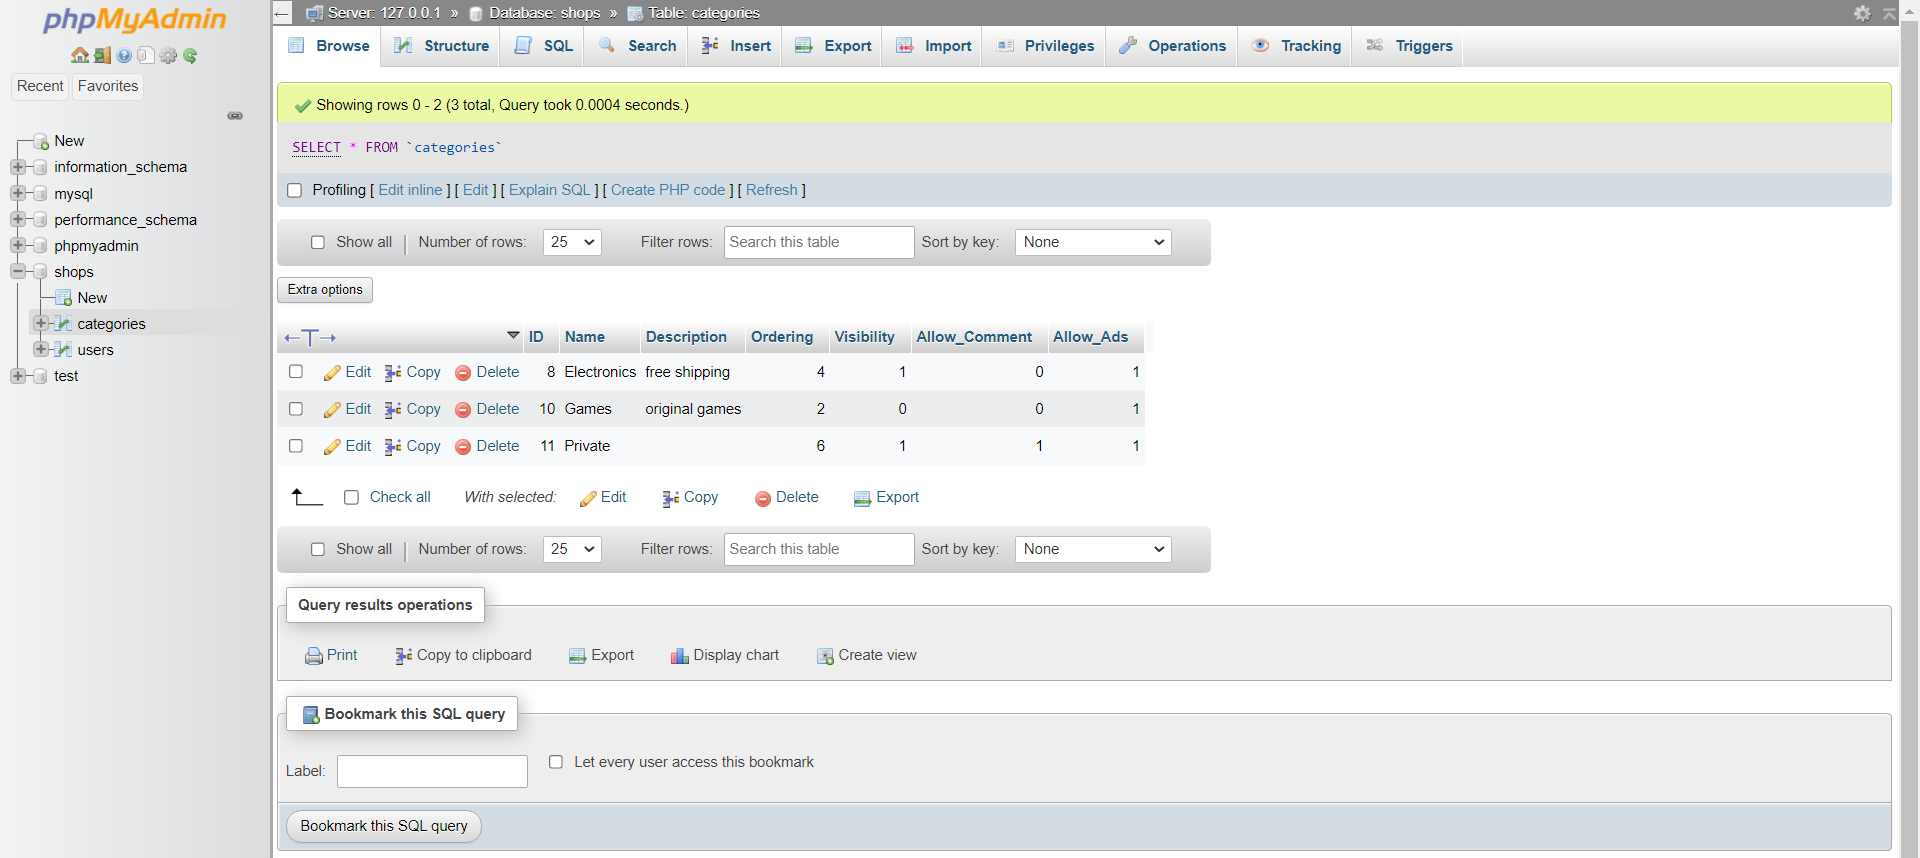 phpMyAdmin
Recent Favorites
New
information_schema
mysql
performance_schema
phpmyadmin
shops
New
categories
users
test
Server: 127.0.0.1 » Database: shops » Table: categories
Browse Structure SQL Search Insert Export Import Privileges Operations Tracking Triggers
Showing rows 0 - 2 (3 total, Query took 0.0004 seconds.)
SELECT * FROM `categories`
Profiling [ Edit inline ] [ Edit ] [ Explain SQL ] [ Create PHP code ] [ Refresh ]
Show all | Number of rows: 25 Filter rows: Search this table Sort by key: None
Extra options
←T→ ID Name Description Ordering Visibility Allow_Comment Allow_Ads
Edit Copy Delete 8 Electronics free shipping 4 1 0 1
Edit Copy Delete 10 Games original games 2 0 0 1
Edit Copy Delete 11 Private 6 1 1 1
Check all With selected: Edit Copy Delete Export
Show all | Number of rows: 25 Filter rows: Search this table Sort by key: None
Query results operations
Print Copy to clipboard Export Display chart Create view
Bookmark this SQL query
Label: Let every user access this bookmark
Bookmark this SQL query